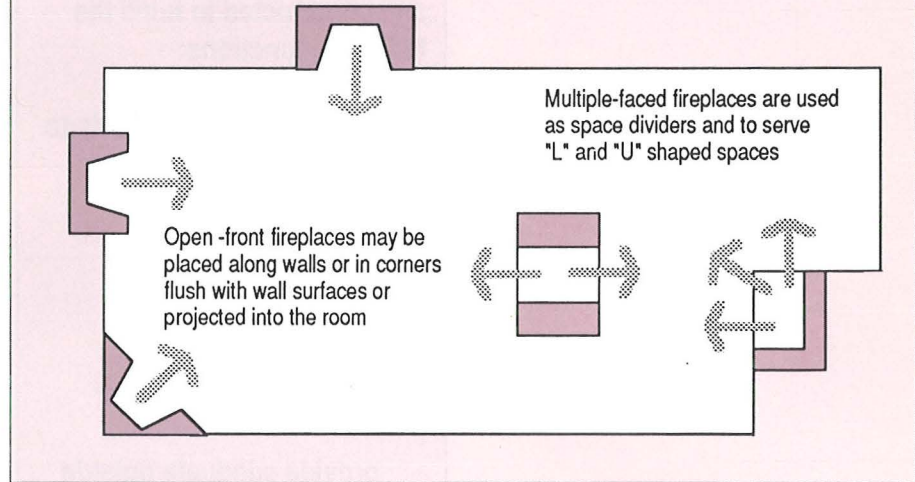 Multiple-faced fireplaces are used
as space dividers and to serve
"L" and "U" shaped spaces
Open -front fireplaces may be
placed along walls or in corners
flush with wall surfaces or
projected into the room